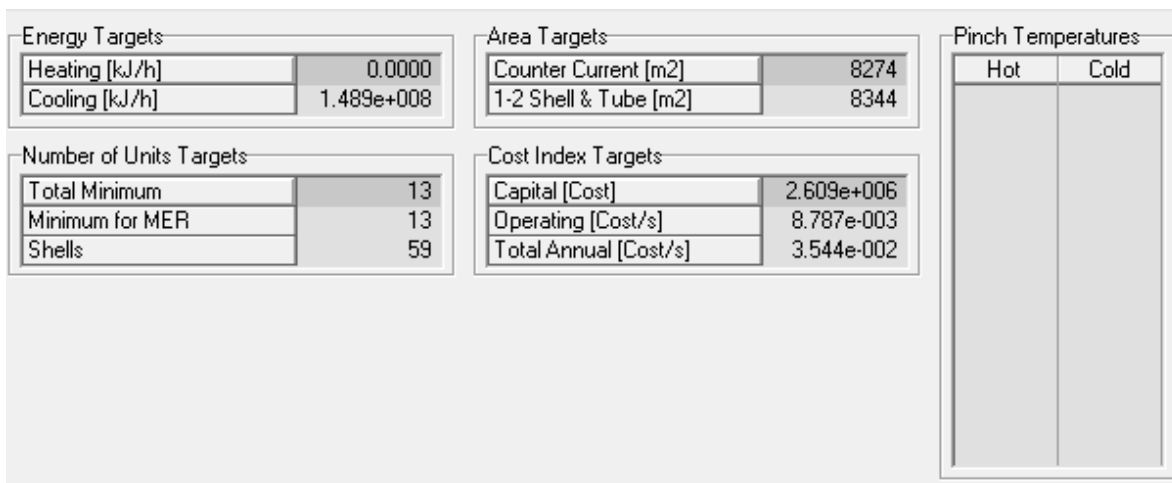 Energy Targets
Heating [kJ/h] 0.0000
Cooling [kJ/h] 1.489e+008
Number of Units Targets
Total Minimum 13
Minimum for MER 13
Shells 59
Area Targets
Counter Current [m2] 8274
1-2 Shell & Tube [m2] 8344
Cost Index Targets
Capital [Cost] 2.609e+006
Operating [Cost/s] 8.787e-003
Total Annual [Cost/s] 3.544e-002
Pinch Temperatures
Hot Cold